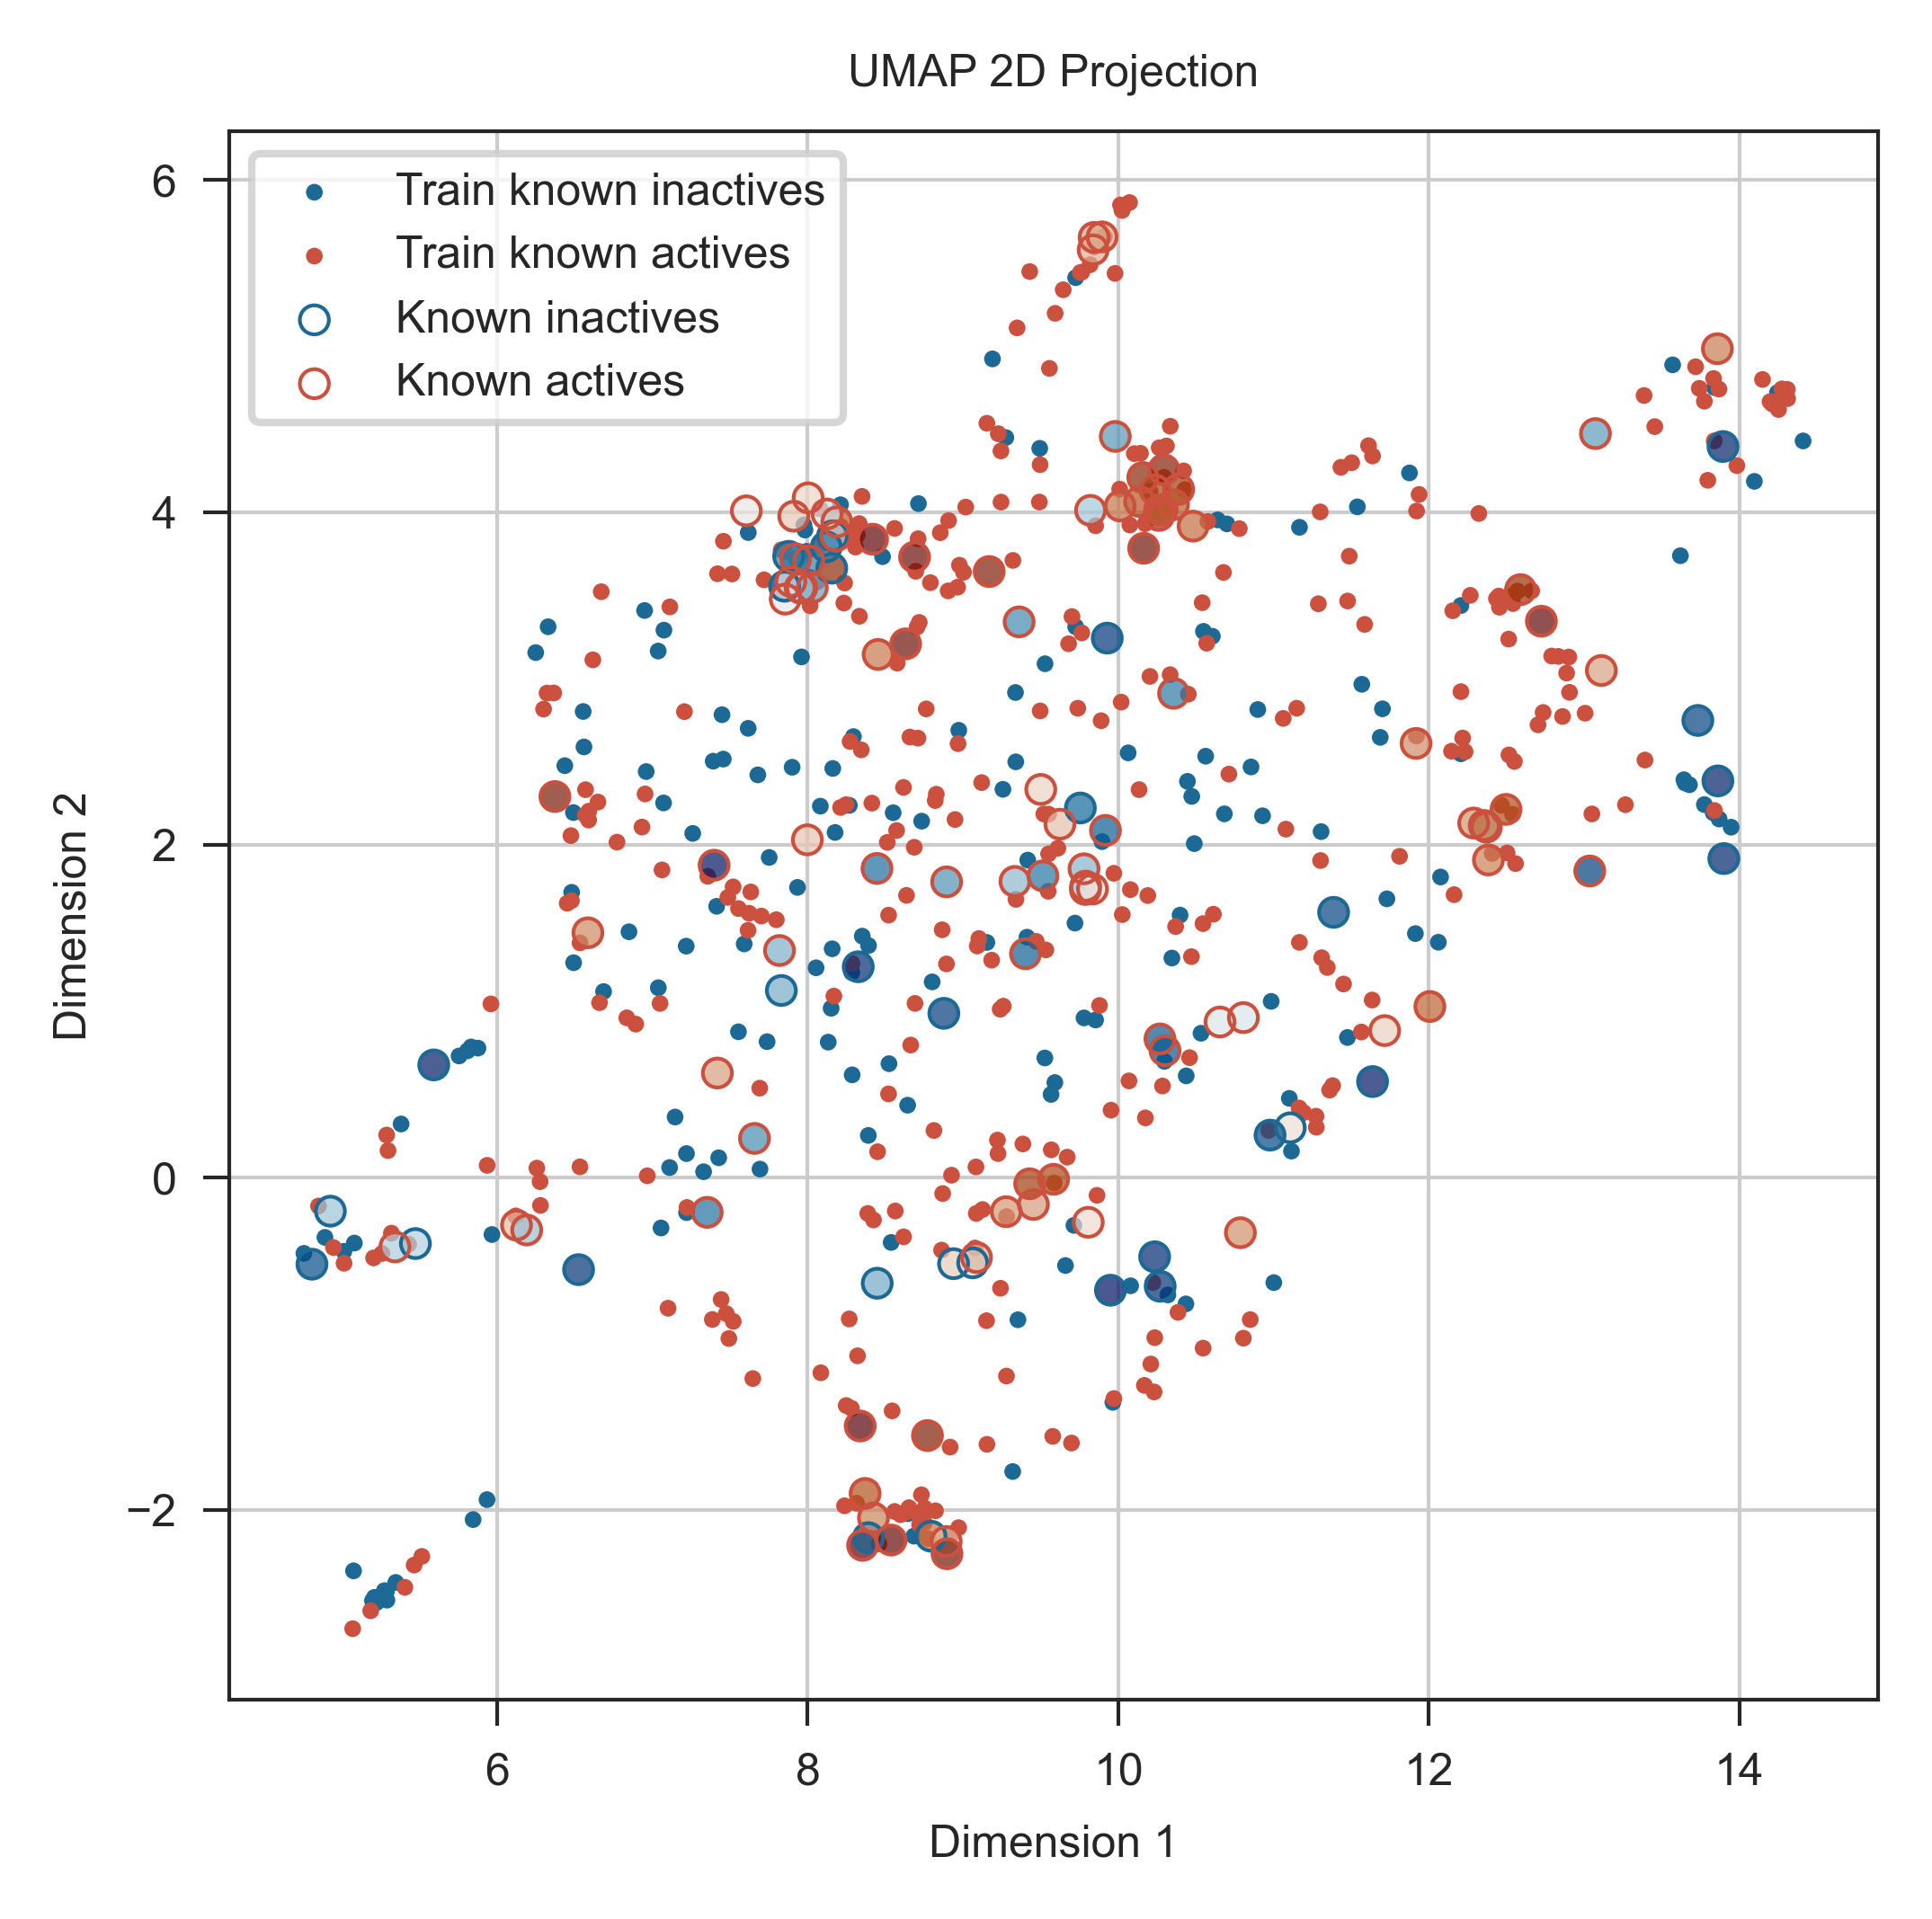 UMAP 2D Projection
Train known inactives
Train known actives
Known inactives
Known actives
6
4
2
0
−2
Dimension 2
6 8 10 12 14
Dimension 1